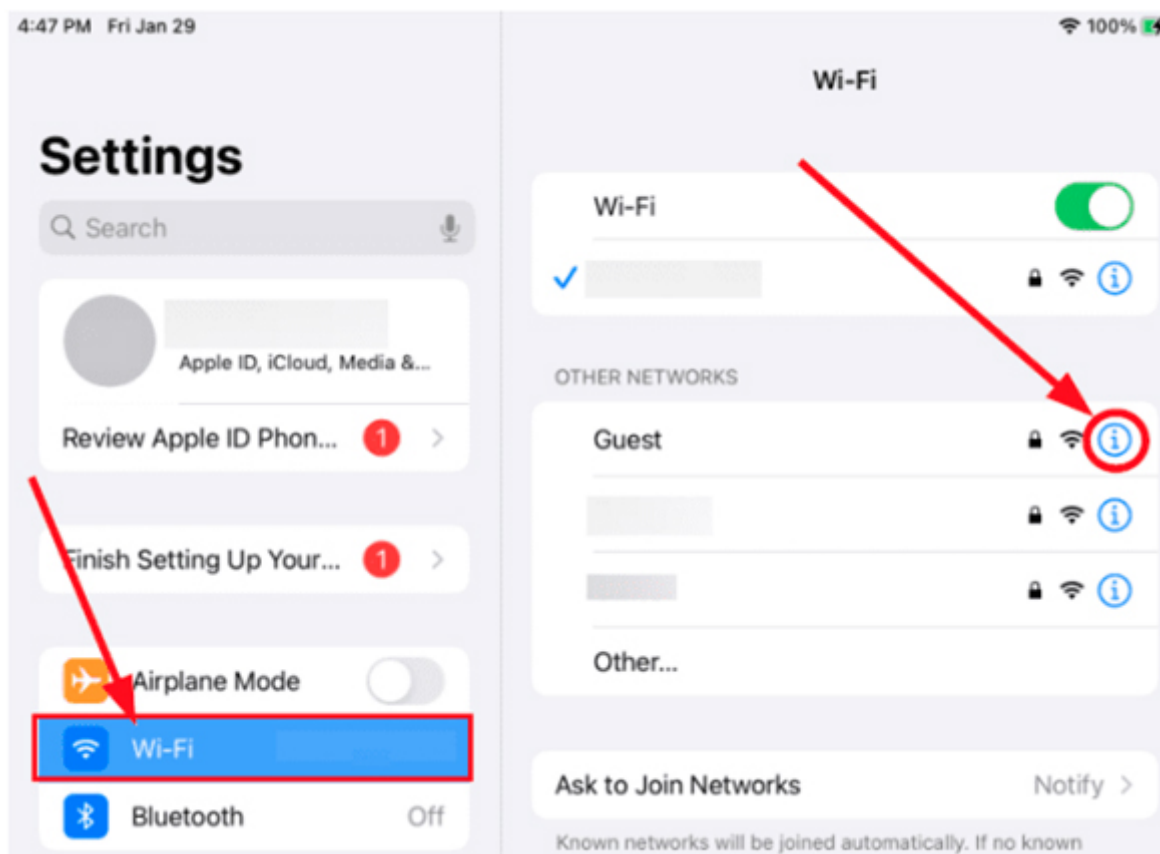 4:47 PM Fri Jan 29
100%
Settings
Search
Apple ID, iCloud, Media &...
Review Apple ID Phon... 1
Finish Setting Up Your... 1
Airplane Mode
Wi-Fi
Bluetooth Off
Wi-Fi
Wi-Fi
OTHER NETWORKS
Guest
Other...
Ask to Join Networks Notify
Known networks will be joined automatically. If no known